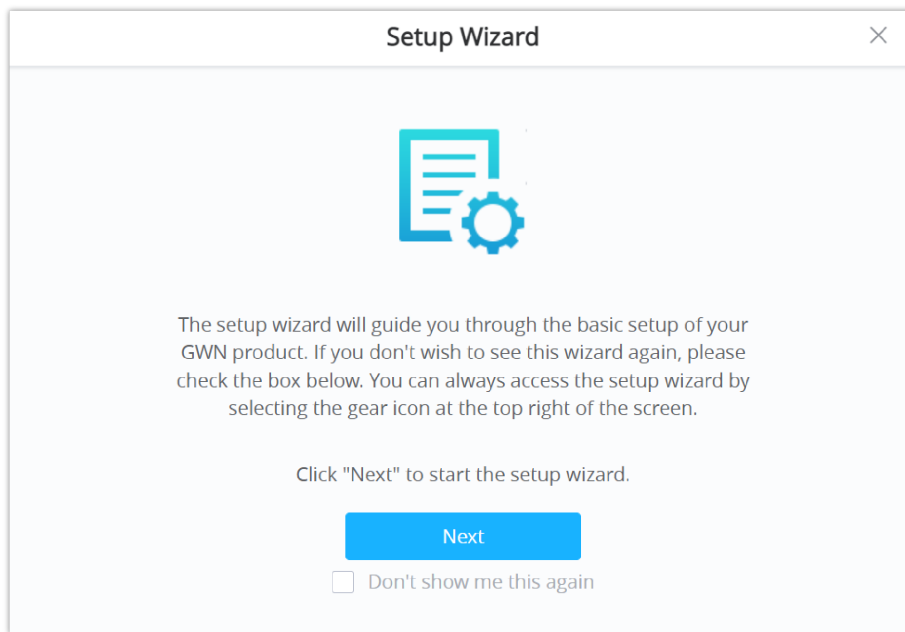 Setup Wizard
The setup wizard will guide you through the basic setup of your
GWN product. If you don't wish to see this wizard again, please
check the box below. You can always access the setup wizard by
selecting the gear icon at the top right of the screen.
Click "Next" to start the setup wizard.
Next
Don't show me this again